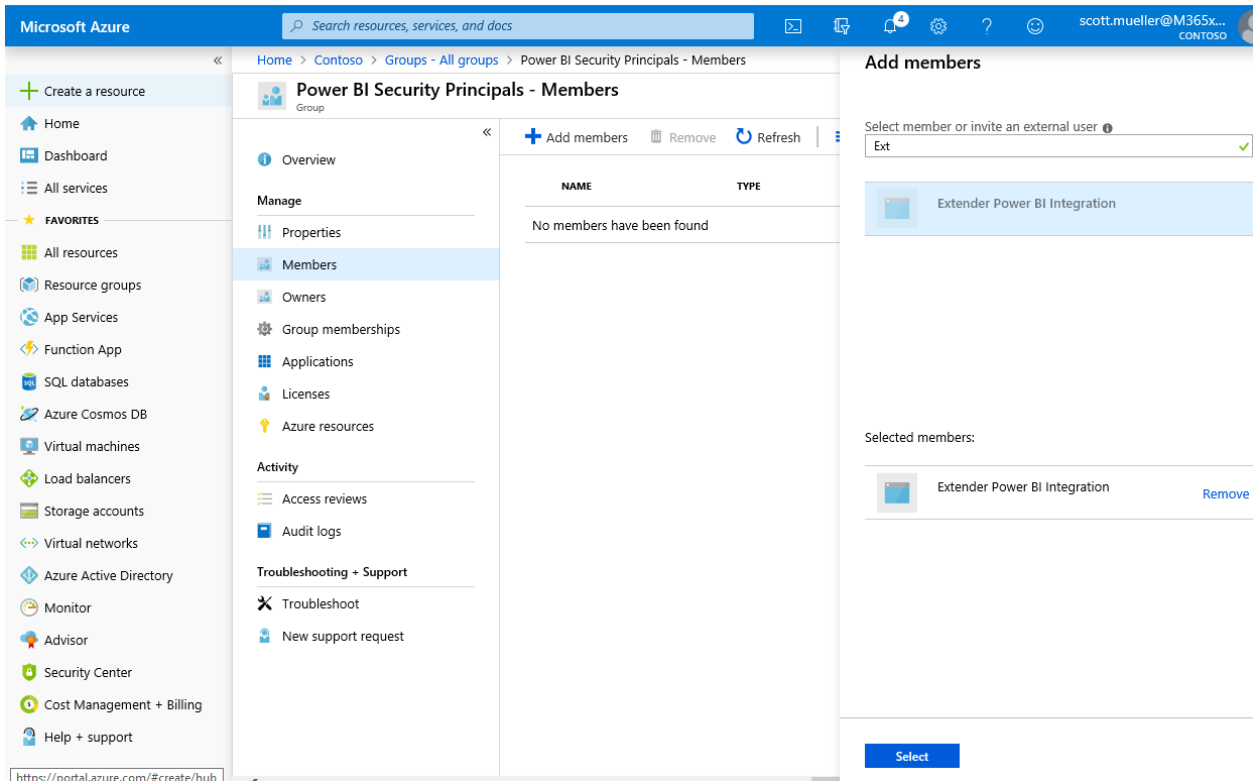 Microsoft Azure
Search resources, services, and docs
4
scott.mueller@M365x...
CONTOSO
«
Create a resource
Home
Dashboard
All services
FAVORITES
All resources
Resource groups
App Services
Function App
SQL databases
Azure Cosmos DB
Virtual machines
Load balancers
Storage accounts
Virtual networks
Azure Active Directory
Monitor
Advisor
Security Center
Cost Management + Billing
Help + support
https://portal.azure.com/#create/hub
Home > Contoso > Groups - All groups > Power BI Security Principals - Members
Power BI Security Principals - Members
Group
«
Overview
Manage
Properties
Members
Owners
Group memberships
Applications
Licenses
Azure resources
Activity
Access reviews
Audit logs
Troubleshooting + Support
Troubleshoot
New support request
Add members Remove Refresh
NAME TYPE
No members have been found
Add members
Select member or invite an external user
Ext
Extender Power BI Integration
Selected members:
Extender Power BI Integration
Remove
Select